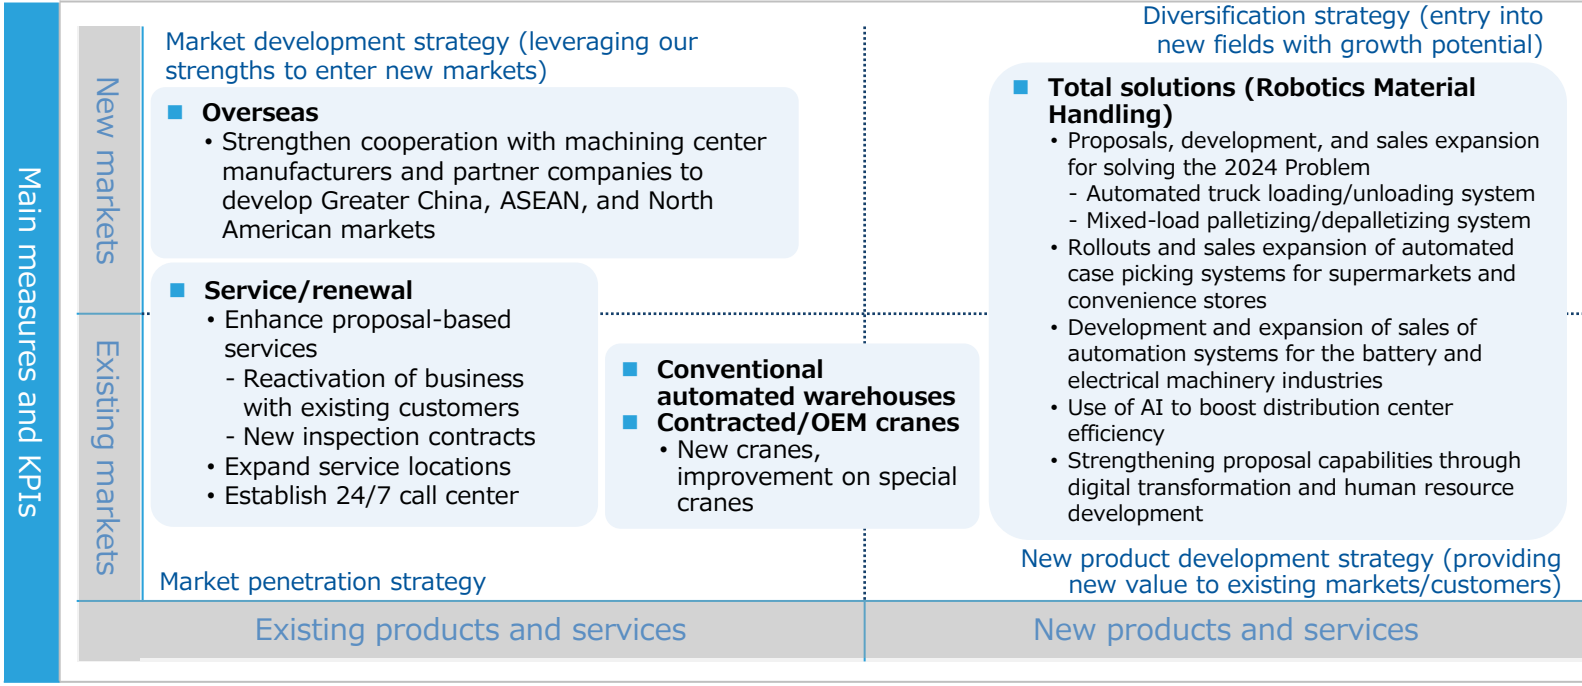 Main measures and KPIs
New markets
Existing markets
Market development strategy (leveraging our
strengths to enter new markets)
■ Overseas
・Strengthen cooperation with machining center
manufacturers and partner companies to
develop Greater China, ASEAN, and North
American markets
■ Service/renewal
・Enhance proposal-based
services
- Reactivation of business
with existing customers
- New inspection contracts
・Expand service locations
・Establish 24/7 call center
Market penetration strategy
■ Conventional
automated warehouses
■ Contracted/OEM cranes
・New cranes,
improvement on special
cranes
Diversification strategy (entry into
new fields with growth potential)
■ Total solutions (Robotics Material
Handling)
・Proposals, development, and sales expansion
for solving the 2024 Problem
- Automated truck loading/unloading system
- Mixed-load palletizing/depalletizing system
・Rollouts and sales expansion of automated
case picking systems for supermarkets and
convenience stores
・Development and expansion of sales of
automation systems for the battery and
electrical machinery industries
・Use of AI to boost distribution center
efficiency
・Strengthening proposal capabilities through
digital transformation and human resource
development
New product development strategy (providing
new value to existing markets/customers)
Existing products and services
New products and services